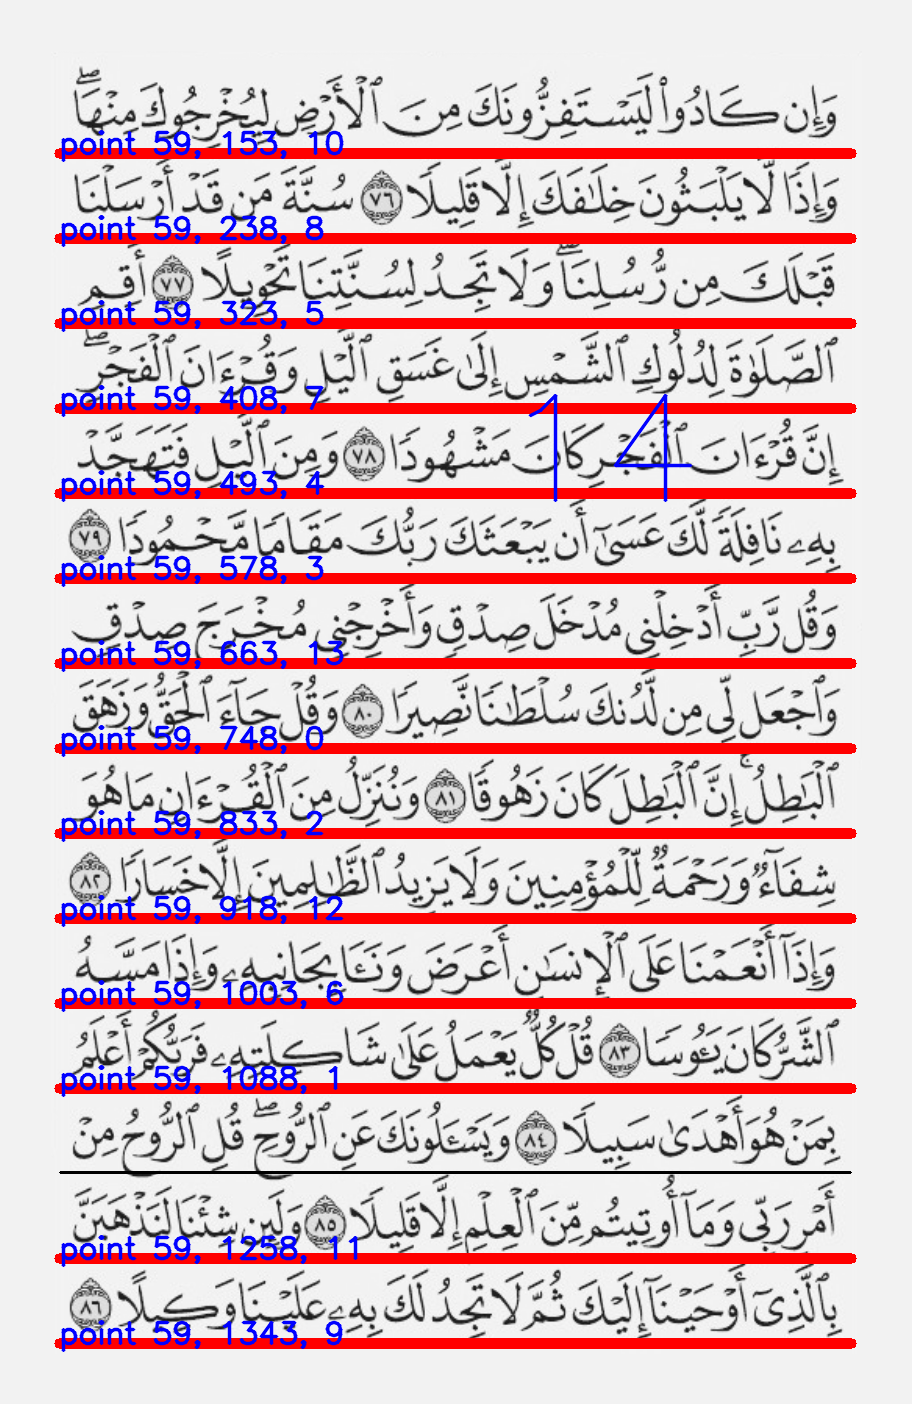 وَإِن كَادُوا۟ لَيَسْتَفِزُّونَكَ مِنَ ٱلْأَرْضِ لِيُخْرِجُوكَ مِنْهَا ۖ
point 59, 153, 10
وَإِذًا لَّا يَلْبَثُونَ خِلَٰفَكَ إِلَّا قَلِيلًا ٧٦ سُنَّةَ مَن قَدْ أَرْسَلْنَا
point 59, 238, 8
قَبْلَكَ مِن رُّسُلِنَا ۖ وَلَا تَجِدُ لِسُنَّتِنَا تَحْوِيلًا ٧٧ أَقِمِ
point 59, 323, 5
ٱلصَّلَوٰةَ لِدُلُوكِ ٱلشَّمْسِ إِلَىٰ غَسَقِ ٱلَّيْلِ وَقُرْءَانَ ٱلْفَجْرِ ۖ
point 59, 408, 7
14
إِنَّ قُرْءَانَ ٱلْفَجْرِ كَانَ مَشْهُودًا ٧٨ وَمِنَ ٱلَّيْلِ فَتَهَجَّدْ
point 59, 493, 4
بِهِۦ نَافِلَةً لَّكَ عَسَىٰٓ أَن يَبْعَثَكَ رَبُّكَ مَقَامًا مَّحْمُودًا ٧٩
point 59, 578, 3
وَقُل رَّبِّ أَدْخِلْنِى مُدْخَلَ صِدْقٍ وَأَخْرِجْنِى مُخْرَجَ صِدْقٍ
point 59, 663, 13
وَٱجْعَل لِّى مِن لَّدُنكَ سُلْطَٰنًا نَّصِيرًا ٨٠ وَقُلْ جَآءَ ٱلْحَقُّ وَزَهَقَ
point 59, 748, 0
ٱلْبَٰطِلُ ۚ إِنَّ ٱلْبَٰطِلَ كَانَ زَهُوقًا ٨١ وَنُنَزِّلُ مِنَ ٱلْقُرْءَانِ مَا هُوَ
point 59, 833, 2
شِفَآءٌ وَرَحْمَةٌ لِّلْمُؤْمِنِينَ وَلَا يَزِيدُ ٱلظَّٰلِمِينَ إِلَّا خَسَارًا ٨٢
point 59, 918, 12
وَإِذَآ أَنْعَمْنَا عَلَى ٱلْإِنسَٰنِ أَعْرَضَ وَنَـَٔا بِجَانِبِهِۦ وَإِذَا مَسَّهُ
point 59, 1003, 6
ٱلشَّرُّ كَانَ يَـُٔوسًا ٨٣ قُلْ كُلٌّ يَعْمَلُ عَلَىٰ شَاكِلَتِهِۦ فَرَبُّكُمْ أَعْلَمُ
point 59, 1088, 1
بِمَنْ هُوَ أَهْدَىٰ سَبِيلًا ٨٤ وَيَسْـَٔلُونَكَ عَنِ ٱلرُّوحِ ۖ قُلِ ٱلرُّوحُ مِنْ
أَمْرِ رَبِّى وَمَآ أُوتِيتُم مِّنَ ٱلْعِلْمِ إِلَّا قَلِيلًا ٨٥ وَلَئِن شِئْنَا لَنَذْهَبَنَّ
point 59, 1258, 11
بِٱلَّذِىٓ أَوْحَيْنَآ إِلَيْكَ ثُمَّ لَا تَجِدُ لَكَ بِهِۦ عَلَيْنَا وَكِيلًا ٨٦
point 59, 1343, 9